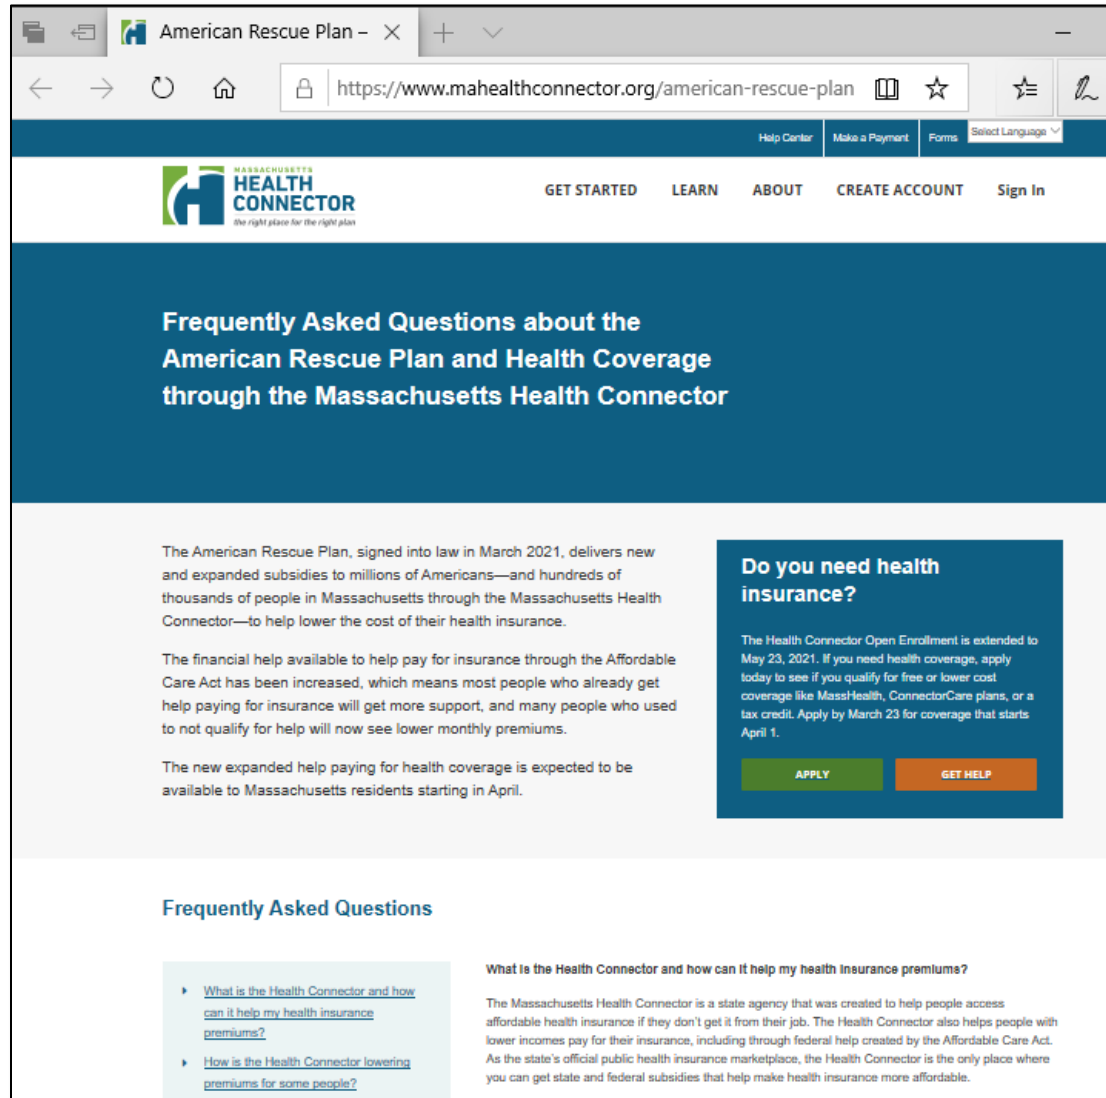 American Rescue Plan –
https://www.mahealthconnector.org/american-rescue-plan
Help Center Make a Payment Forms Select Language
MASSACHUSETTS
HEALTH
CONNECTOR
the right place for the right plan
GET STARTED LEARN ABOUT CREATE ACCOUNT Sign In
Frequently Asked Questions about the
American Rescue Plan and Health Coverage
through the Massachusetts Health Connector
The American Rescue Plan, signed into law in March 2021, delivers new
and expanded subsidies to millions of Americans—and hundreds of
thousands of people in Massachusetts through the Massachusetts Health
Connector—to help lower the cost of their health insurance.
The financial help available to help pay for insurance through the Affordable
Care Act has been increased, which means most people who already get
help paying for insurance will get more support, and many people who used
to not qualify for help will now see lower monthly premiums.
The new expanded help paying for health coverage is expected to be
available to Massachusetts residents starting in April.
Do you need health
insurance?
The Health Connector Open Enrollment is extended to
May 23, 2021. If you need health coverage, apply
today to see if you qualify for free or lower cost
coverage like MassHealth, ConnectorCare plans, or a
tax credit. Apply by March 23 for coverage that starts
April 1.
APPLY GET HELP
Frequently Asked Questions
What is the Health Connector and how
can it help my health insurance
premiums?
How is the Health Connector lowering
premiums for some people?
What is the Health Connector and how can it help my health insurance premiums?
The Massachusetts Health Connector is a state agency that was created to help people access
affordable health insurance if they don't get it from their job. The Health Connector also helps people with
lower incomes pay for their insurance, including through federal help created by the Affordable Care Act.
As the state's official public health insurance marketplace, the Health Connector is the only place where
you can get state and federal subsidies that help make health insurance more affordable.